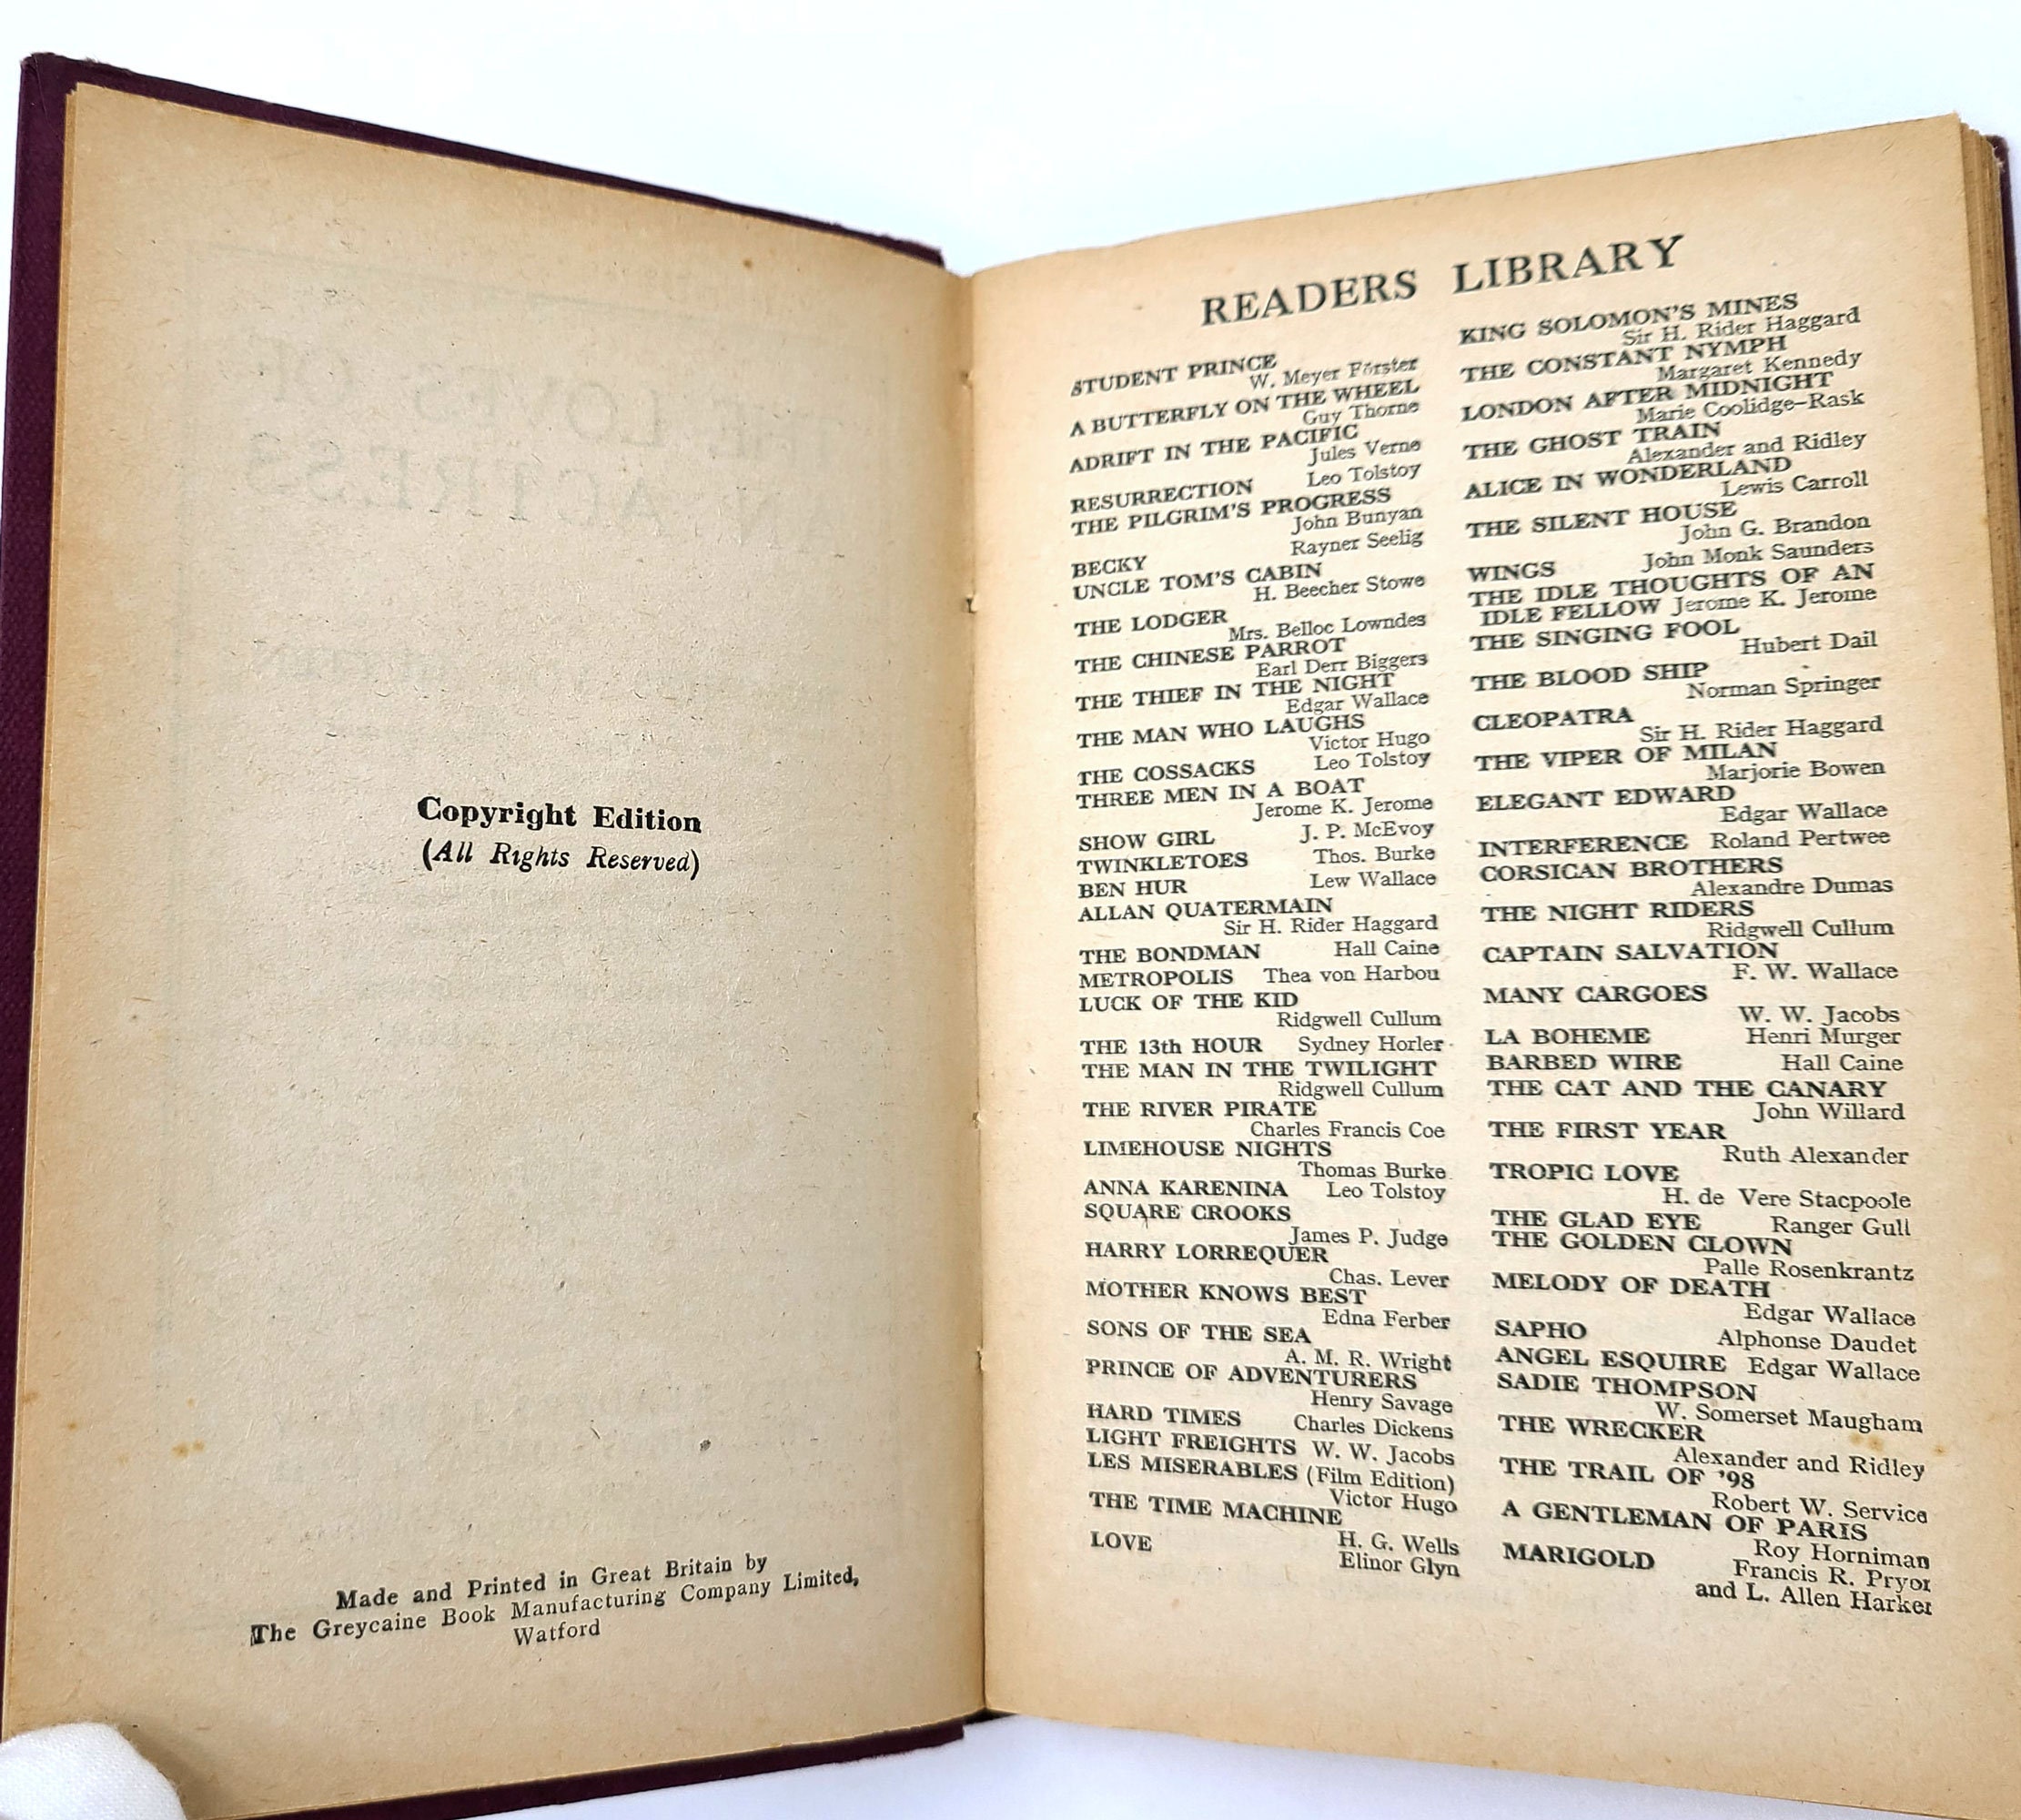 Copyright Edition
(All Rights Reserved)
Made and Printed in Great Britain by
The Greycaine Book Manufacturing Company Limited,
Watford
READERS LIBRARY
STUDENT PRINCE
W. Meyer Förster
A BUTTERFLY ON THE WHEEL
Guy Thorne
ADRIFT IN THE PACIFIC
Jules Verne
RESURRECTION Leo Tolstoy
THE PILGRIM'S PROGRESS
John Bunyan
BECKY Rayner Seelig
UNCLE TOM'S CABIN
H. Beecher Stowe
THE LODGER
Mrs. Belloc Lowndes
THE CHINESE PARROT
Earl Derr Biggers
THE THIEF IN THE NIGHT
Edgar Wallace
THE MAN WHO LAUGHS
Victor Hugo
THE COSSACKS Leo Tolstoy
THREE MEN IN A BOAT
Jerome K. Jerome
SHOW GIRL J. P. McEvoy
TWINKLETOES Thos. Burke
BEN HUR Lew Wallace
ALLAN QUATERMAIN
Sir H. Rider Haggard
THE BONDMAN Hall Caine
METROPOLIS Thea von Harbou
LUCK OF THE KID
Ridgwell Cullum
THE 13th HOUR Sydney Horler
THE MAN IN THE TWILIGHT
Ridgwell Cullum
THE RIVER PIRATE
Charles Francis Coe
LIMEHOUSE NIGHTS
Thomas Burke
ANNA KARENINA Leo Tolstoy
SQUARE CROOKS
James P. Judge
HARRY LORREQUER
Chas. Lever
MOTHER KNOWS BEST
Edna Ferber
SONS OF THE SEA
A. M. R. Wright
PRINCE OF ADVENTURERS
Henry Savage
HARD TIMES Charles Dickens
LIGHT FREIGHTS W. W. Jacobs
LES MISERABLES (Film Edition)
Victor Hugo
THE TIME MACHINE
H. G. Wells
LOVE Elinor Glyn
KING SOLOMON'S MINES
Sir H. Rider Haggard
THE CONSTANT NYMPH
Margaret Kennedy
LONDON AFTER MIDNIGHT
Marie Coolidge-Rask
THE GHOST TRAIN
Alexander and Ridley
ALICE IN WONDERLAND
Lewis Carroll
THE SILENT HOUSE
John G. Brandon
WINGS John Monk Saunders
THE IDLE THOUGHTS OF AN
IDLE FELLOW Jerome K. Jerome
THE SINGING FOOL
Hubert Dail
THE BLOOD SHIP
Norman Springer
CLEOPATRA
Sir H. Rider Haggard
THE VIPER OF MILAN
Marjorie Bowen
ELEGANT EDWARD
Edgar Wallace
INTERFERENCE Roland Pertwee
CORSICAN BROTHERS
Alexandre Dumas
THE NIGHT RIDERS
Ridgwell Cullum
CAPTAIN SALVATION
F. W. Wallace
MANY CARGOES
W. W. Jacobs
LA BOHEME Henri Murger
BARBED WIRE Hall Caine
THE CAT AND THE CANARY
John Willard
THE FIRST YEAR
Ruth Alexander
TROPIC LOVE
H. de Vere Stacpoole
THE GLAD EYE Ranger Gull
THE GOLDEN CLOWN
Palle Rosenkrantz
MELODY OF DEATH
Edgar Wallace
SAPHO Alphonse Daudet
ANGEL ESQUIRE Edgar Wallace
SADIE THOMPSON
W. Somerset Maugham
THE WRECKER
Alexander and Ridley
THE TRAIL OF '98
Robert W. Service
A GENTLEMAN OF PARIS
Roy Horniman
MARIGOLD Francis R. Pryor
and L. Allen Harker